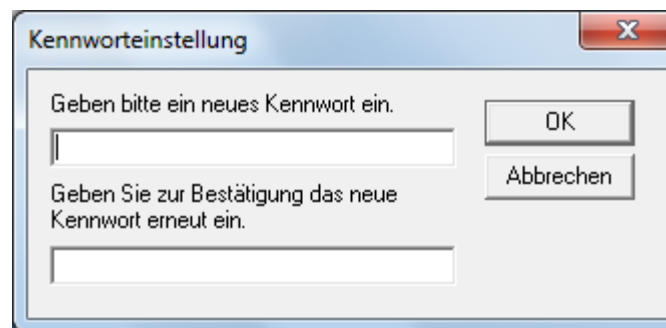 Kennworteinstellung
Geben bitte ein neues Kennwort ein.
OK
Abbrechen
Geben Sie zur Bestätigung das neue
Kennwort erneut ein.